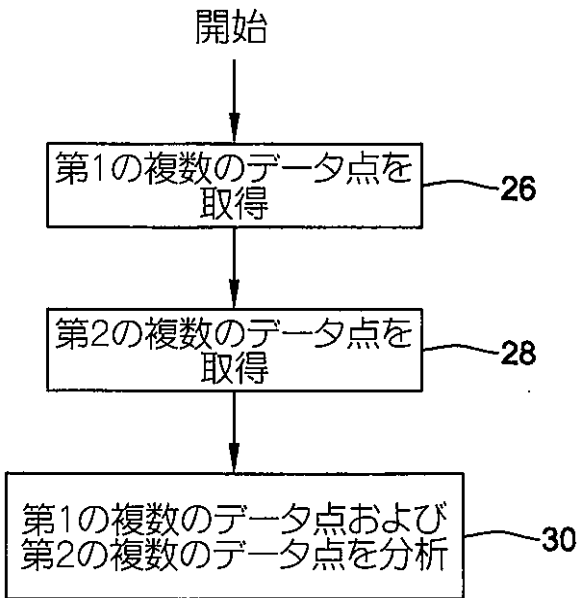 開始
第1の複数のデータ点を
取得
26
第2の複数のデータ点を
取得
28
第1の複数のデータ点および
第2の複数のデータ点を分析
30